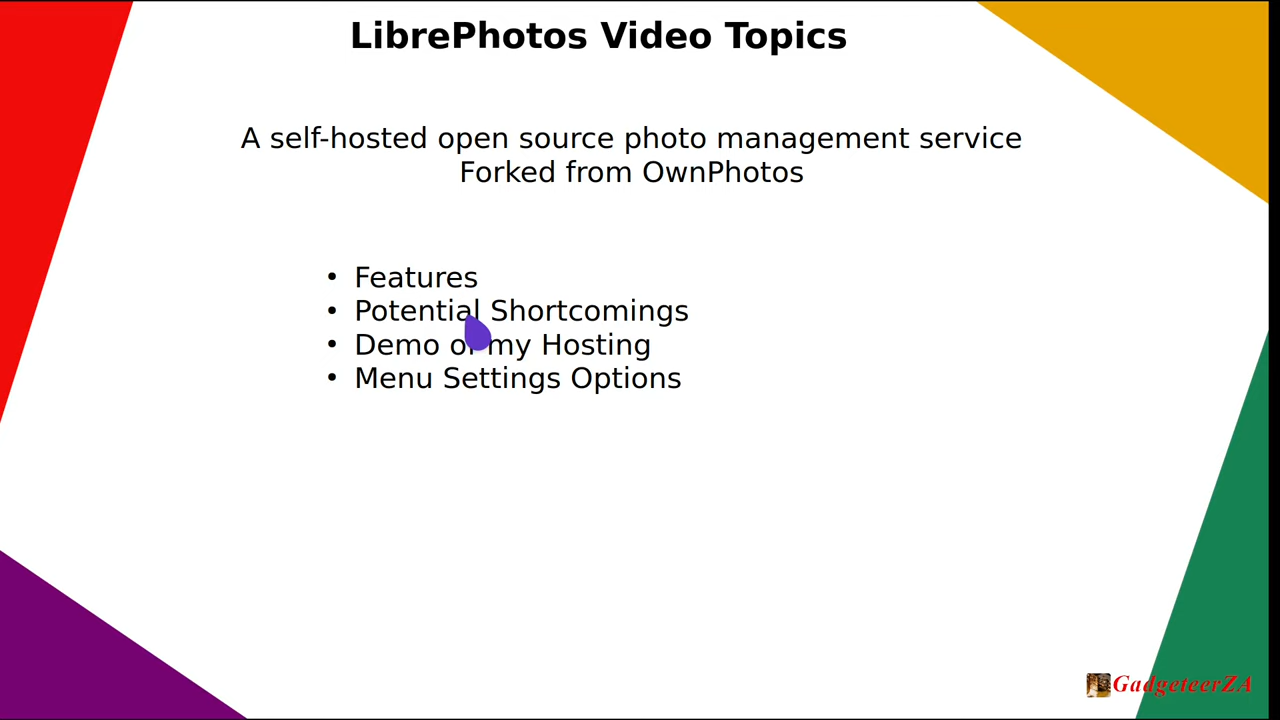 LibrePhotos Video Topics
A self-hosted open source photo management service
Forked from OwnPhotos
• Features
• Potential Shortcomings
• Demo of my Hosting
• Menu Settings Options
GadgeteerZA